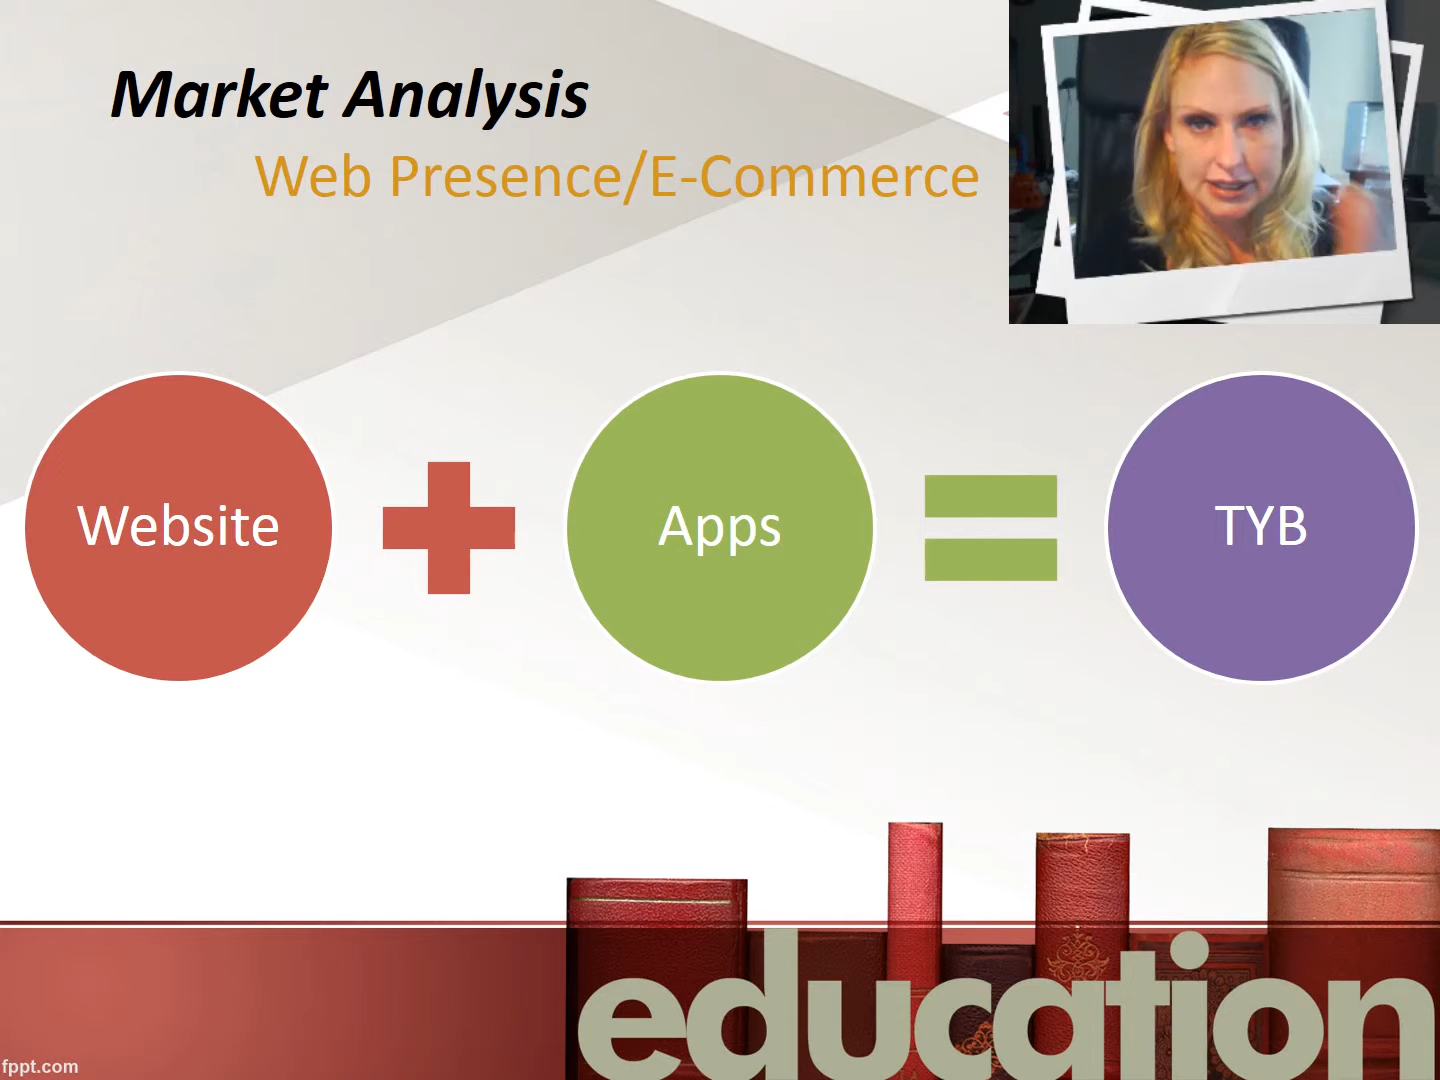 Market Analysis
Web Presence/E-Commerce
Website
Apps
TYB
education
fppt.com